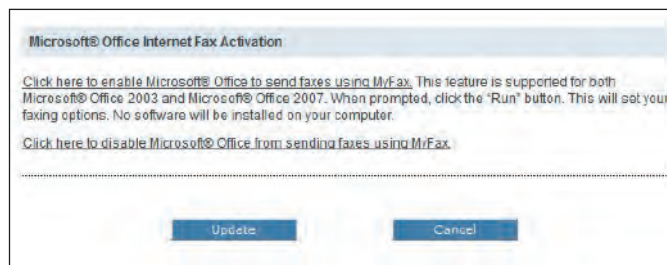 Microsoft® Office Internet Fax Activation
Click here to enable Microsoft® Office to send faxes using MyFax. This feature is supported for both
Microsoft® Office 2003 and Microsoft® Office 2007. When prompted, click the "Run" button. This will set your
faxing options. No software will be installed on your computer.
Click here to disable Microsoft® Office from sending faxes using MyFax.
Update Cancel